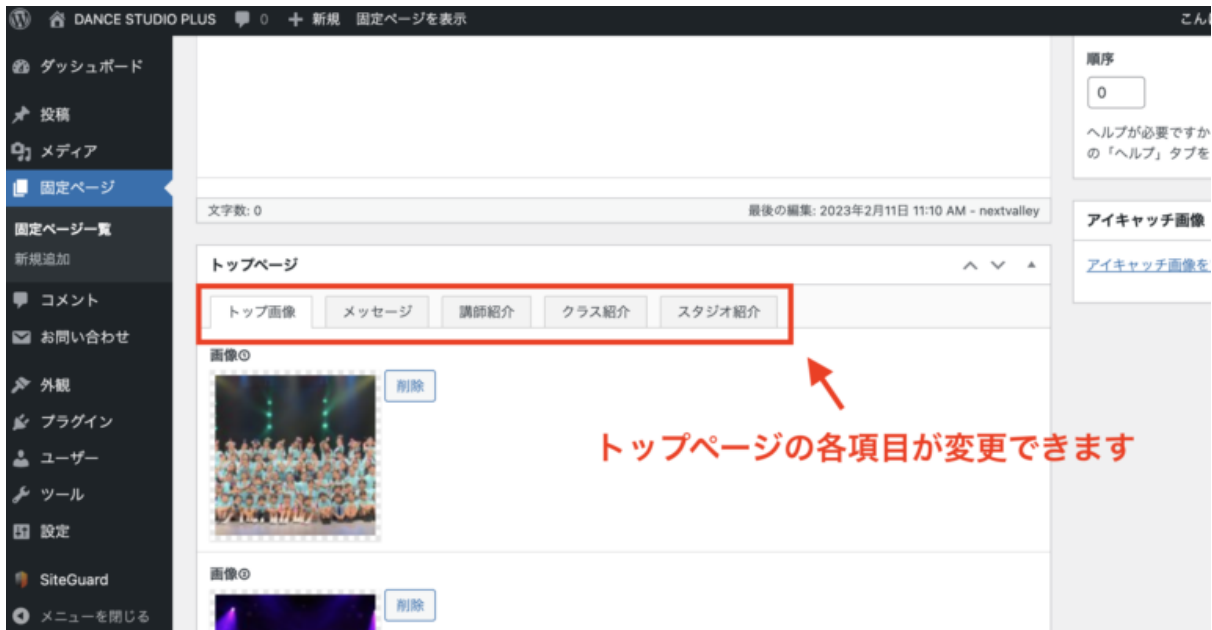 DANCE STUDIO PLUS 0 新規 固定ページを表示 こん
ダッシュボード
投稿
メディア
固定ページ
固定ページ一覧
新規追加
コメント
お問い合わせ
外観
プラグイン
ユーザー
ツール
設定
SiteGuard
メニューを閉じる
文字数: 0 最後の編集: 2023年2月11日 11:10 AM - nextvalley
トップページ
トップ画像 メッセージ 講師紹介 クラス紹介 スタジオ紹介
画像①
削除
トップページの各項目が変更できます
画像②
削除
順序
0
ヘルプが必要ですか
の「ヘルプ」タブを
アイキャッチ画像
アイキャッチ画像を